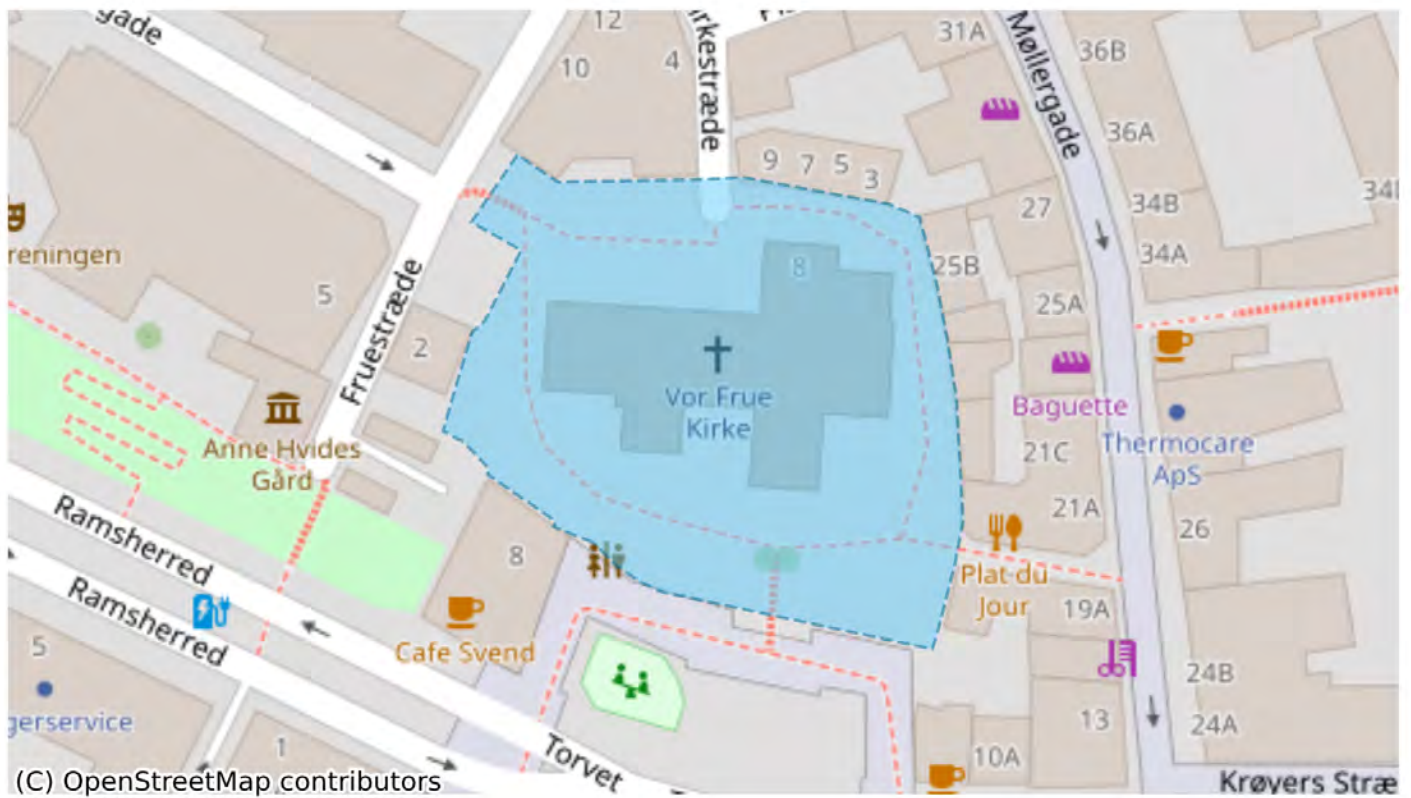 gade
12
10
4
rkestræde
31A
Møllergade
36B
36A
9
7
5
3
34B
27
34A
25B
8
25A
reningen
5
Fruestræde
2
Vor Frue
Kirke
Baguette
Thermocare
ApS
Anne Hvides
Gård
21C
21A
26
Ramsherred
8
Plat du
Jour
19A
Ramsherred
Cafe Svend
5
24B
gerservice
13
24A
1
Torvet
10A
(C) OpenStreetMap contributors
Krøyers Stræ